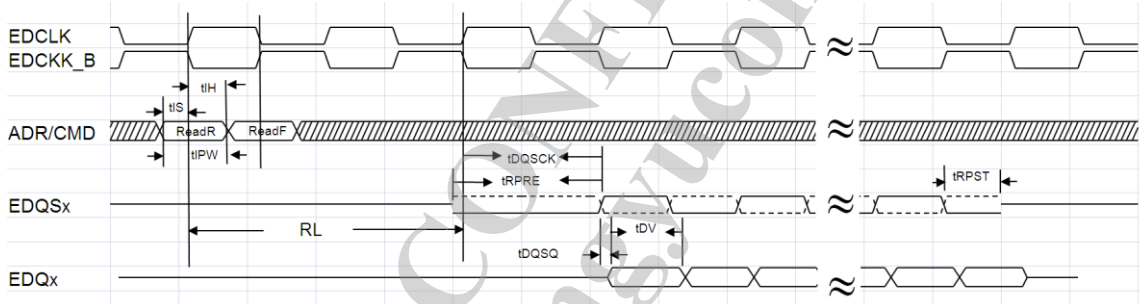 EDCLK
EDCKK_B
tIH
tIS
ADR/CMD ReadR ReadF
tIPW
tDQSCK
tRPRE
tRPST
EDQSx
RL
tDV
tDQSQ
EDQx